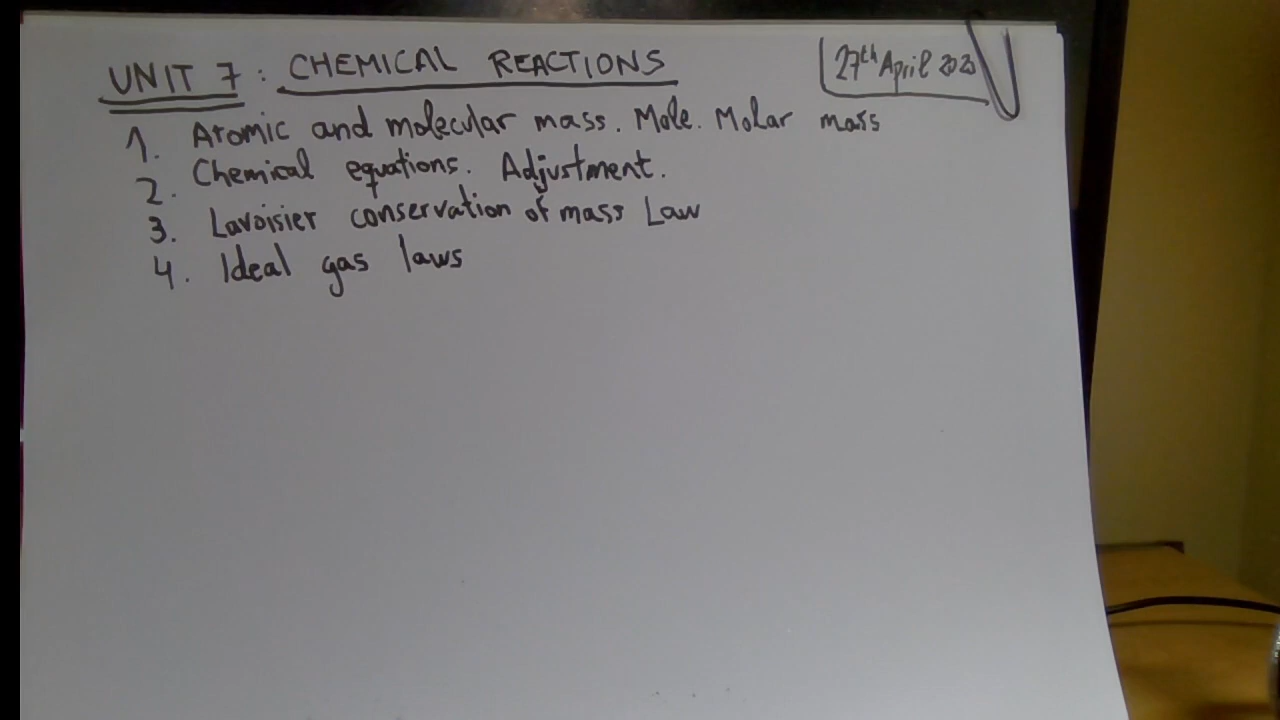 UNIT 7: CHEMICAL REACTIONS
27th April 2020
1. Atomic and molecular mass. Mole. Molar mass
2. Chemical equations. Adjustment.
3. Lavoisier conservation of mass Law
4. Ideal gas laws